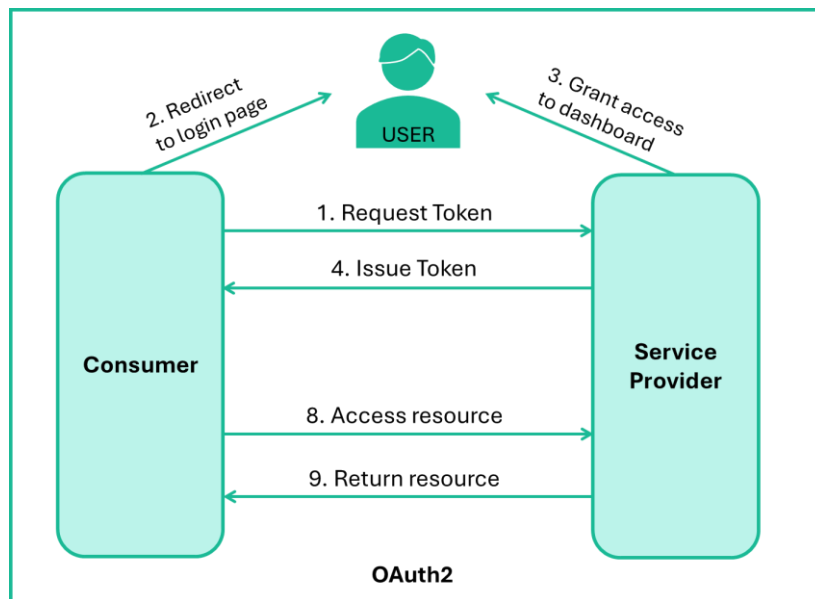 2. Redirect
to login page
3. Grant access
to dashboard
USER
1. Request Token
4. Issue Token
Consumer
Service
Provider
8. Access resource
9. Return resource
OAuth2